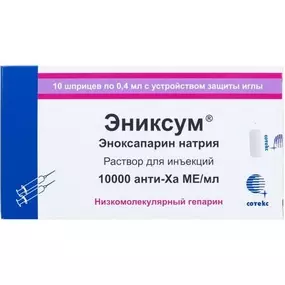 10 шприцев по 0,4 мл с устройством защиты иглы
Эниксум®
Эноксапарин натрия
Раствор для инъекций
10000 анти-Ха МЕ/мл
Низкомолекулярный гепарин
сотекс